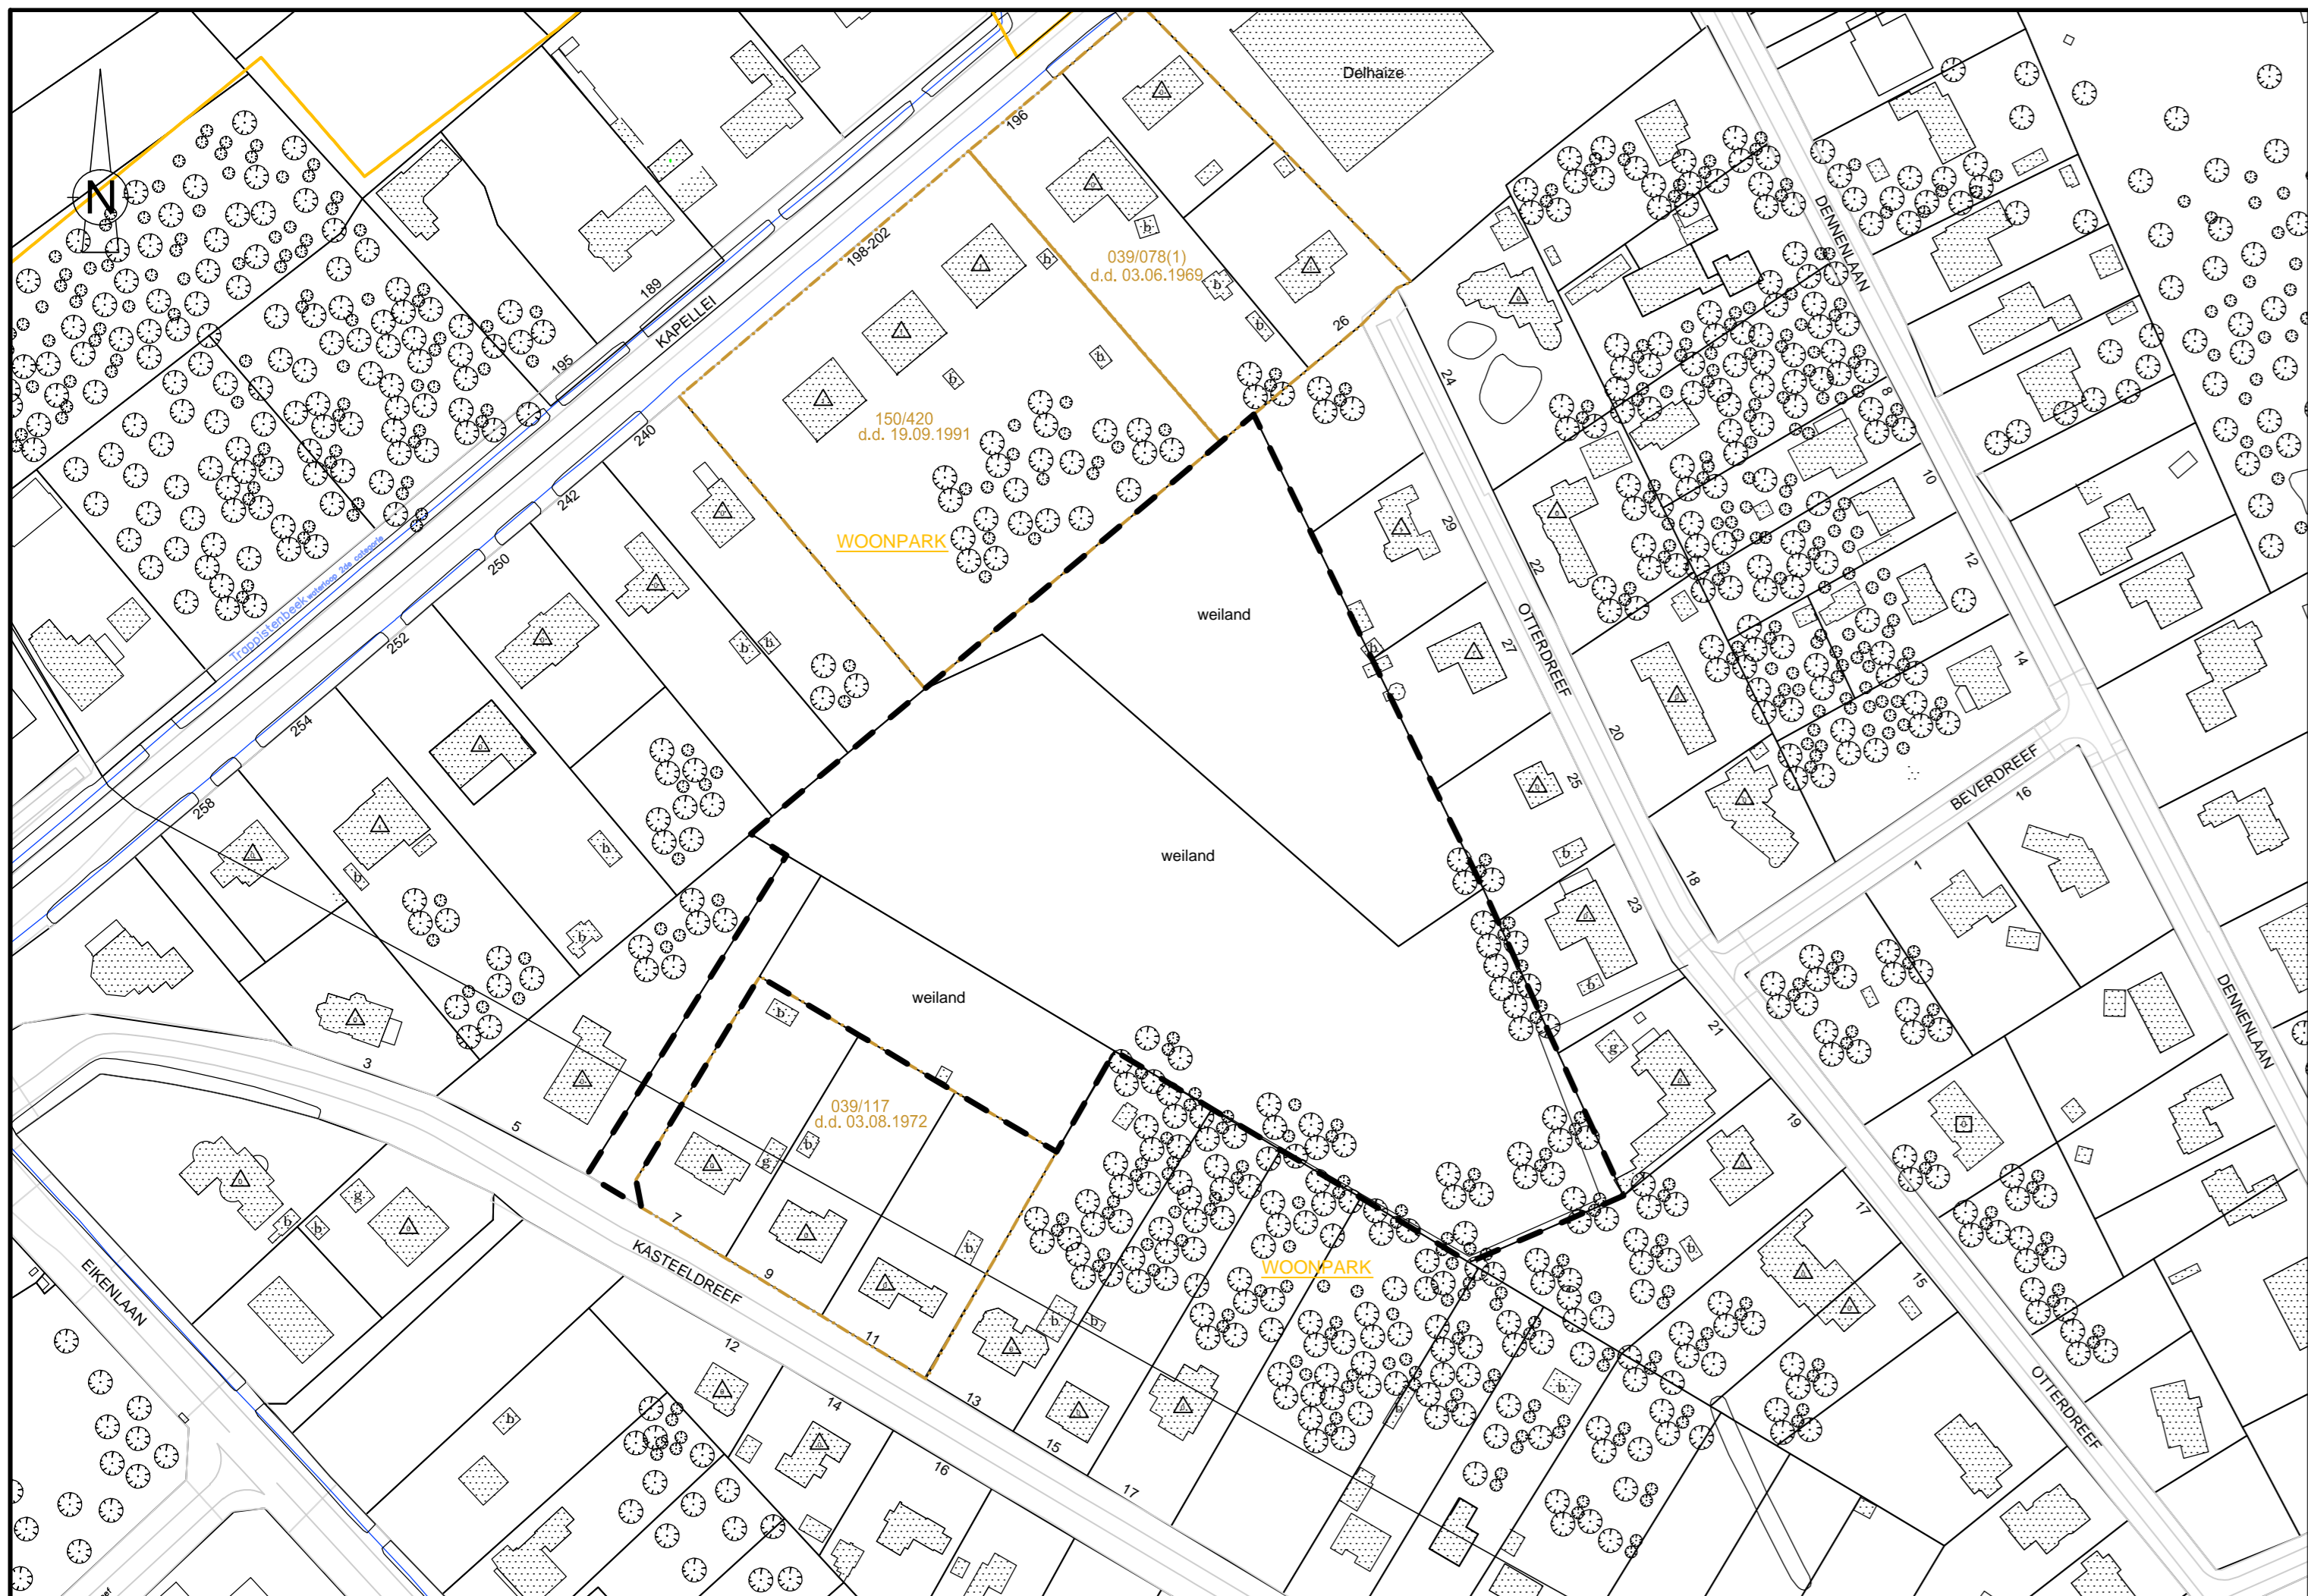 Delhaize
N
196
198-202
039/078(1)
d.d. 03.06.1969
189
KAPELLEI
195
26
24
DENNENLAAN
8
150/420
d.d. 19.09.1991
240
242
WOONPARK
250
29
22
10
12
14
Trappistenbeek waterloop 2de categorie
weiland
27
OTTERDREEF
252
254
258
20
25
BEVERDREEF
16
1
weiland
18
23
weiland
21
DENNENLAAN
3
5
039/117
d.d. 03.08.1972
19
17
15
7
KASTEELDREEF
9
11
WOONPARK
EIKENLAAN
12
14
16
13
15
17
OTTERDREEF